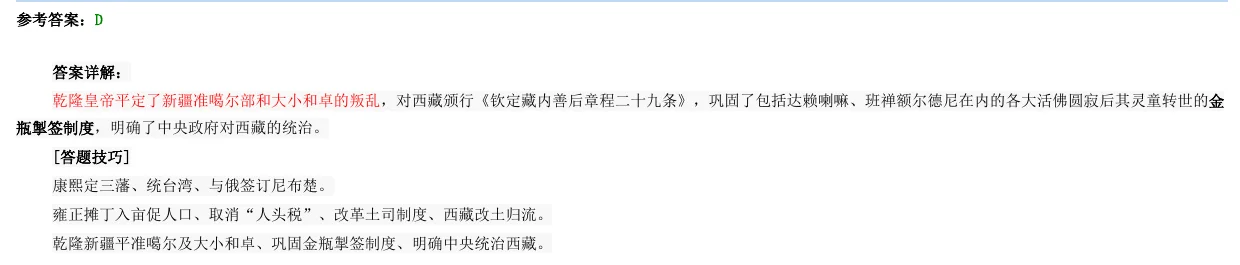 参考答案：D
答案详解：
乾隆皇帝平定了新疆准噶尔部和大小和卓的叛乱，对西藏颁行《钦定藏内善后章程二十九条》，巩固了包括达赖喇嘛、班禅额尔德尼在内的各大活佛圆寂后其灵童转世的金
瓶掣签制度，明确了中央政府对西藏的统治。
[答题技巧]
康熙定三藩、统台湾、与俄签订尼布楚。
雍正摊丁入亩促人口、取消“人头税”、改革土司制度、西藏改土归流。
乾隆新疆平准噶尔及大小和卓、巩固金瓶掣签制度、明确中央统治西藏。